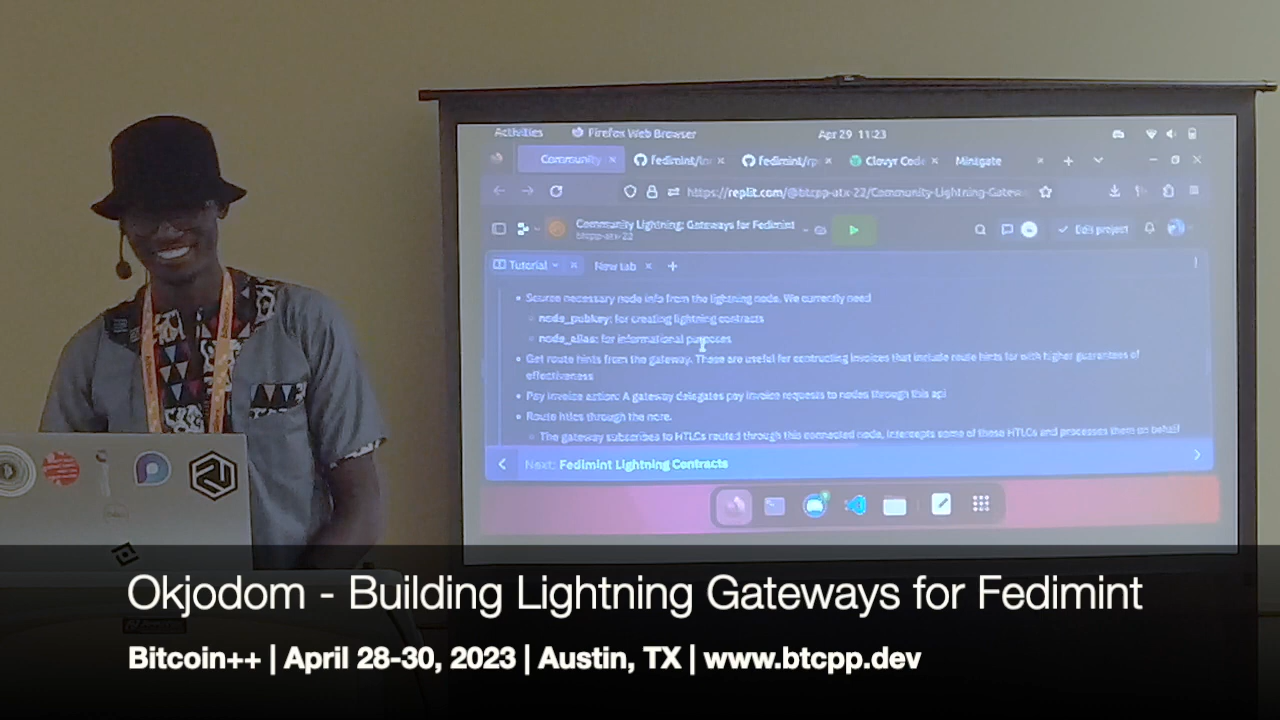 Activities Firefox Web Browser Apr 29 11:23
Community fedimint/ fedimint/ Clovyr Code Minigate
https://replit.com/@btcpp-atx-22/Community-Lightning-Gatew
Community Lightning: Gateways for Fedimint
btcpp-atx-22
Edit project
Tutorial New tab
Source necessary node info from the lightning node. We currently need
node_pubkey: for creating lightning contracts
node_alias: for informational purposes
Get route hints from the gateway. These are useful for contructing invoices that include route hints for with higher guarantees of
effectiveness
Pay invoice action: A gateway delegates pay invoice requests to nodes through this api
Route htlcs through the
The gateway subscribes to HTLCs routed through this connected node, intercepts some of those HTLCs and processes them on behalf
Next: Fedimint Lightning Contracts
Okjodom - Building Lightning Gateways for Fedimint
Bitcoin++ | April 28-30, 2023 | Austin, TX | www.btcpp.dev